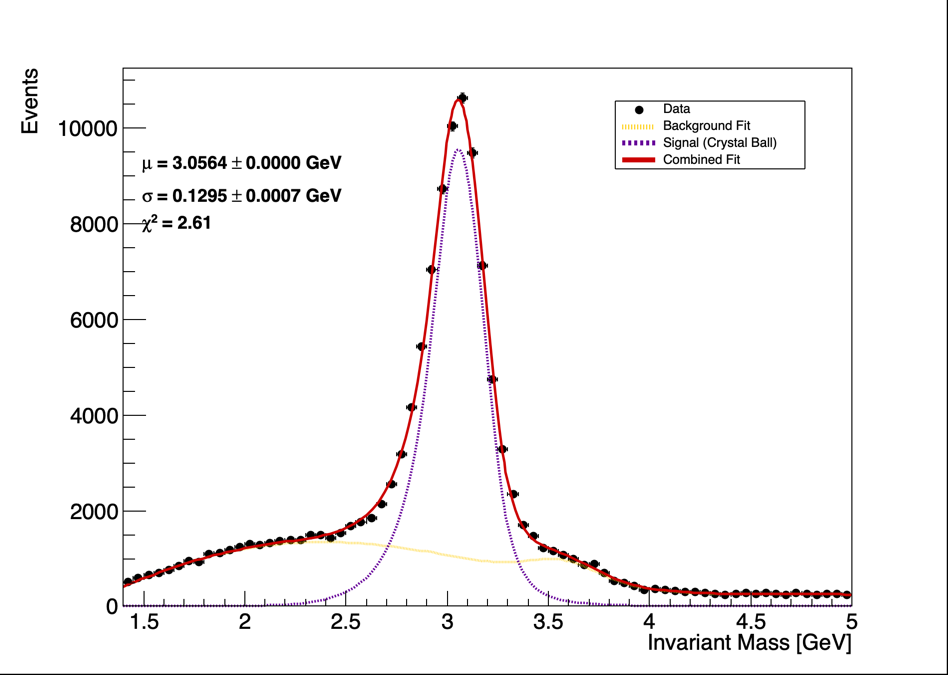 Events
Data
Background Fit
Signal (Crystal Ball)
Combined Fit
μ = 3.0564 ± 0.0000 GeV
σ = 0.1295 ± 0.0007 GeV
χ² = 2.61
10000
8000
6000
4000
2000
0
1.5 2 2.5 3 3.5 4 4.5 5
Invariant Mass [GeV]